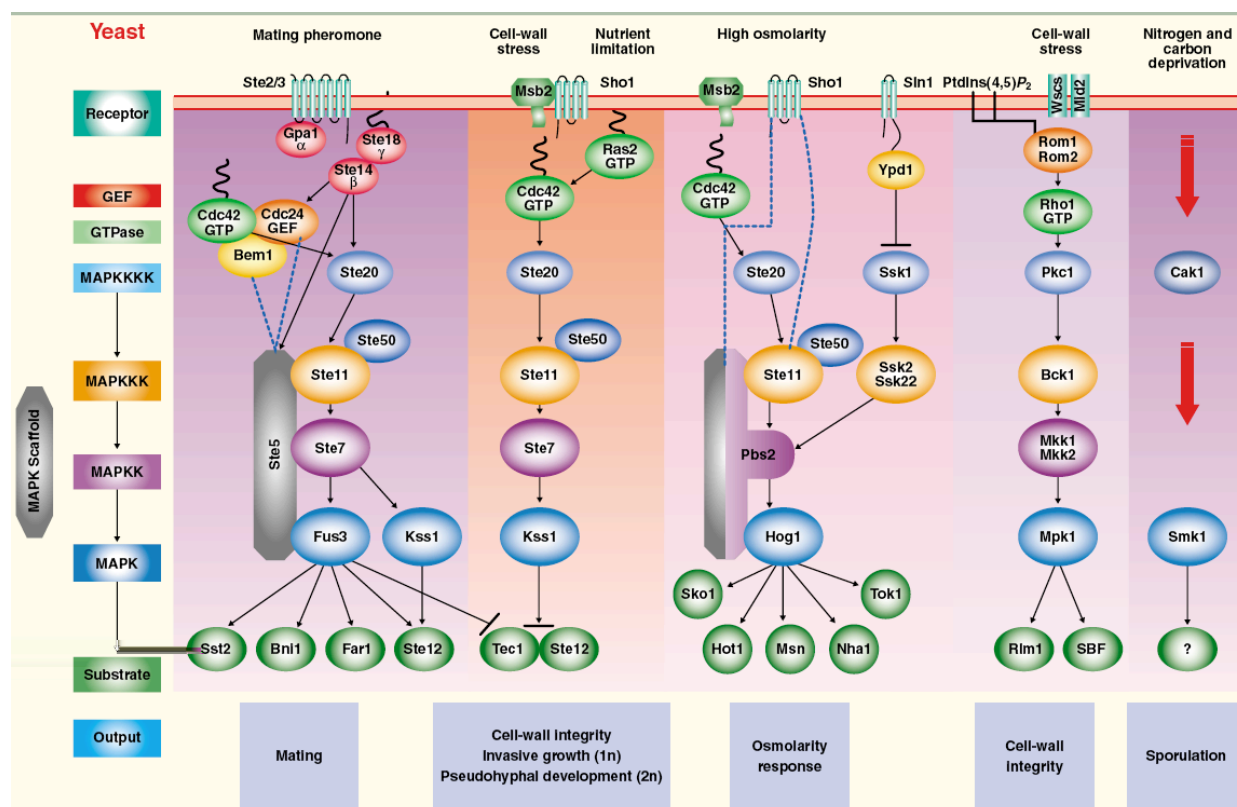 Yeast
Mating pheromone
Cell-wall
stress
Nutrient
limitation
High osmolarity
Cell-wall
stress
Nitrogen and
carbon
deprivation
Receptor
GEF
GTPase
MAPKKKK
MAPKKK
MAPKK
MAPK
Substrate
Output
MAPK Scaffold
Ste2/3
Gpa1
α
Ste18
γ
Ste14
β
Cdc42
GTP
Cdc24
GEF
Bem1
Ste20
Ste50
Ste11
Ste5
Ste7
Fus3
Kss1
Sst2
Bni1
Far1
Ste12
Mating
Msb2
Sho1
Ras2
GTP
Cdc42
GTP
Ste20
Ste50
Ste11
Ste7
Kss1
Tec1
Ste12
Cell-wall integrity
Invasive growth (1n)
Pseudohyphal development (2n)
Msb2
Sho1
Sln1
Cdc42
GTP
Ypd1
Ste20
Ssk1
Ste50
Ste11
Ssk2
Ssk22
Pbs2
Hog1
Sko1
Tok1
Hot1
Msn
Nha1
Osmolarity
response
PtdIns(4,5)P2
Wscs
Mid2
Rom1
Rom2
Rho1
GTP
Pkc1
Bck1
Mkk1
Mkk2
Mpk1
Rlm1
SBF
Cell-wall
integrity
Cak1
Smk1
?
Sporulation